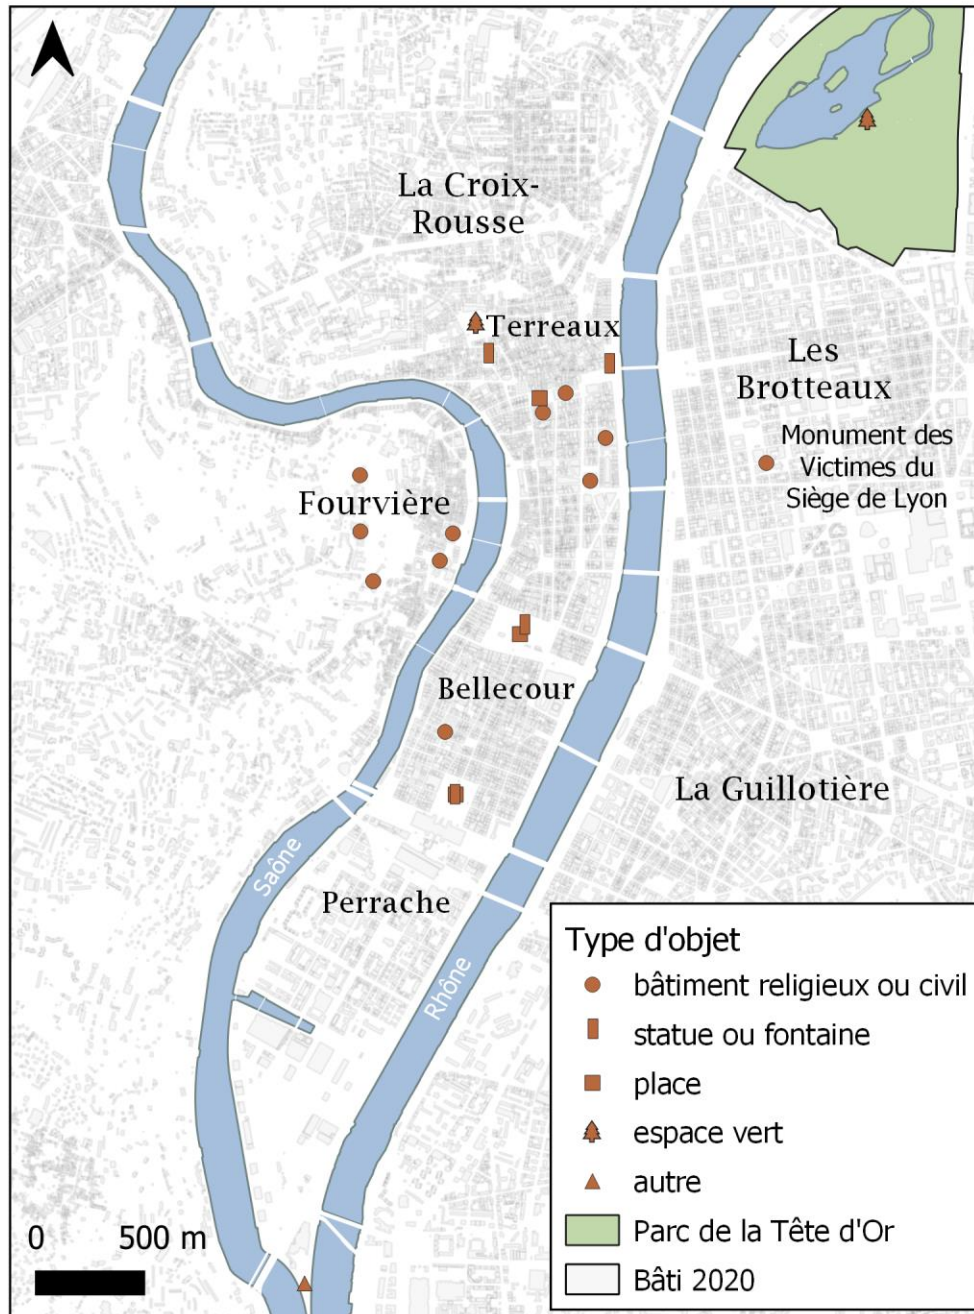 La Croix-
Rousse
Terreaux
Les
Brotteaux
Monument des
Victimes du
Siège de Lyon
Fourvière
Bellecour
La Guillotière
Saône
Perrache
Rhône
Type d'objet
bâtiment religieux ou civil
statue ou fontaine
place
espace vert
autre
Parc de la Tête d'Or
Bâti 2020
0 500 m